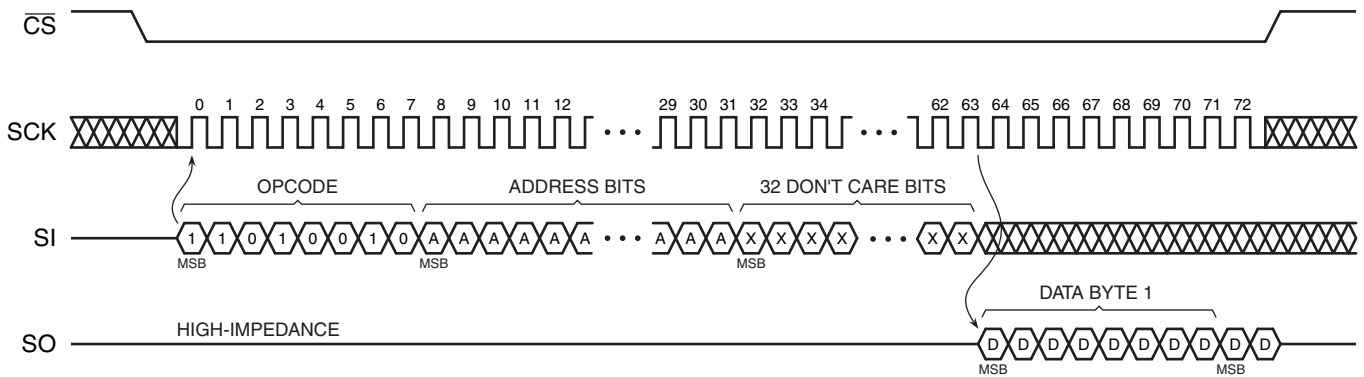 CS
0 1 2 3 4 5 6 7 8 9 10 11 12 29 30 31 32 33 34 62 63 64 65 66 67 68 69 70 71 72
SCK
OPCODE ADDRESS BITS 32 DON'T CARE BITS
SI 1 1 0 1 0 0 1 0 A A A A A A A A A X X X X X X
MSB MSB MSB
DATA BYTE 1
HIGH-IMPEDANCE
SO D D D D D D D D D D
MSB MSB